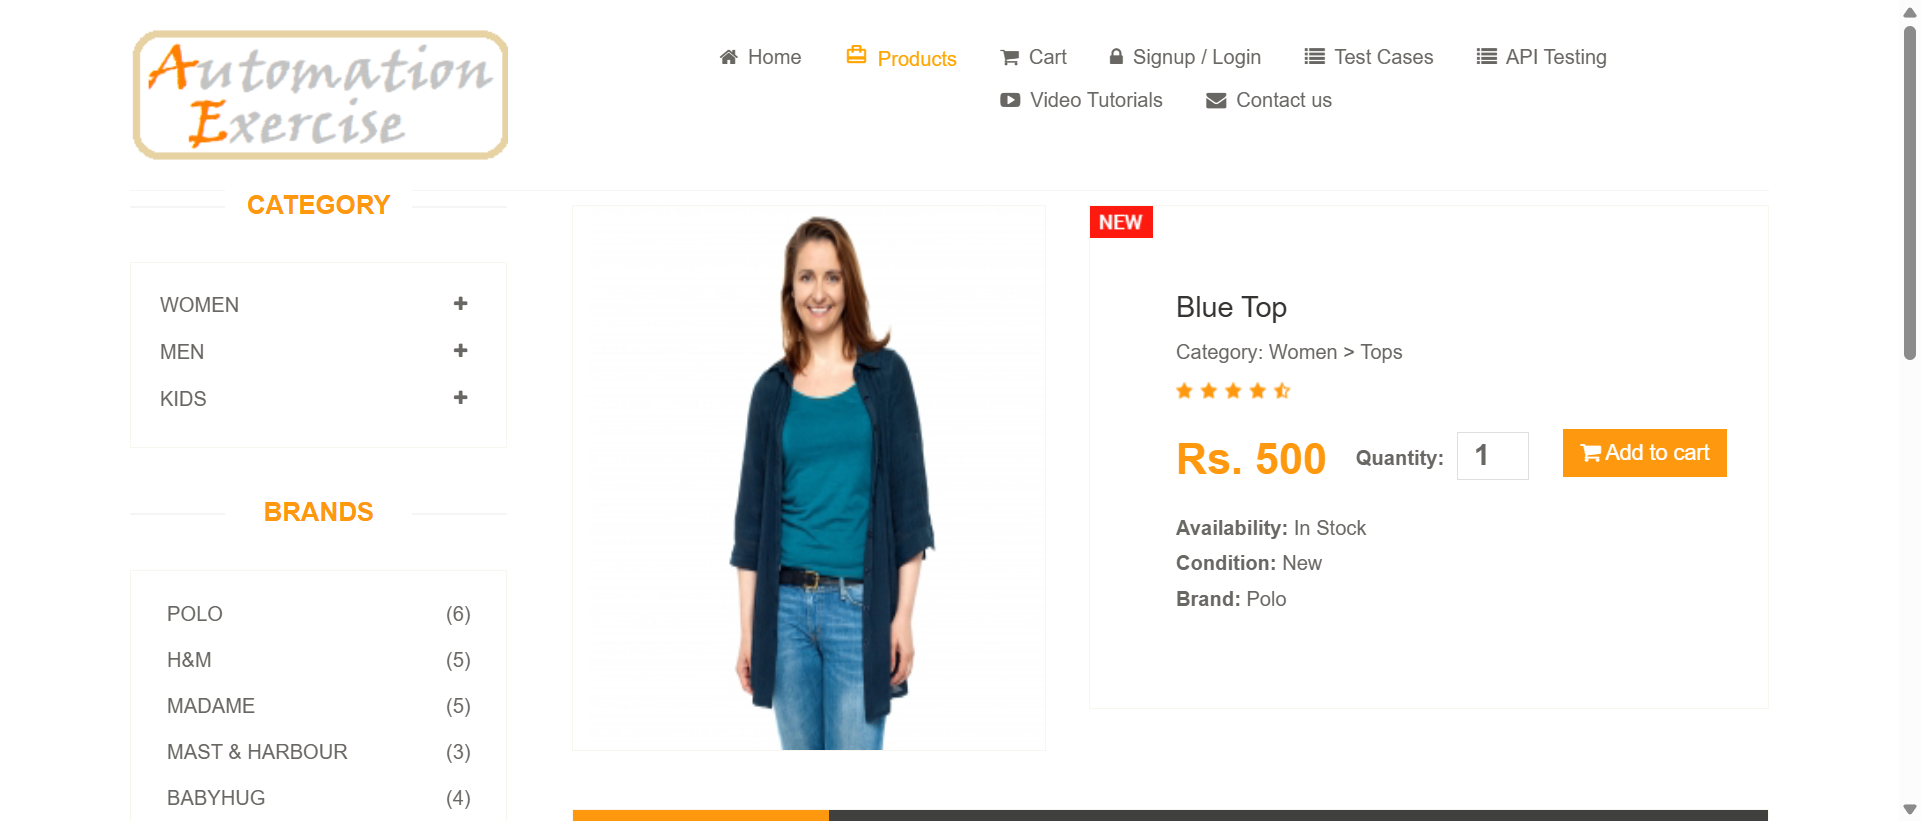 Automation
Exercise
Home
Products
Cart
Signup / Login
Test Cases
API Testing
Video Tutorials
Contact us
CATEGORY
WOMEN
MEN
KIDS
BRANDS
POLO (6)
H&M (5)
MADAME (5)
MAST & HARBOUR (3)
BABYHUG (4)
NEW
Blue Top
Category: Women > Tops
Rs. 500 Quantity: 1 Add to cart
Availability: In Stock
Condition: New
Brand: Polo